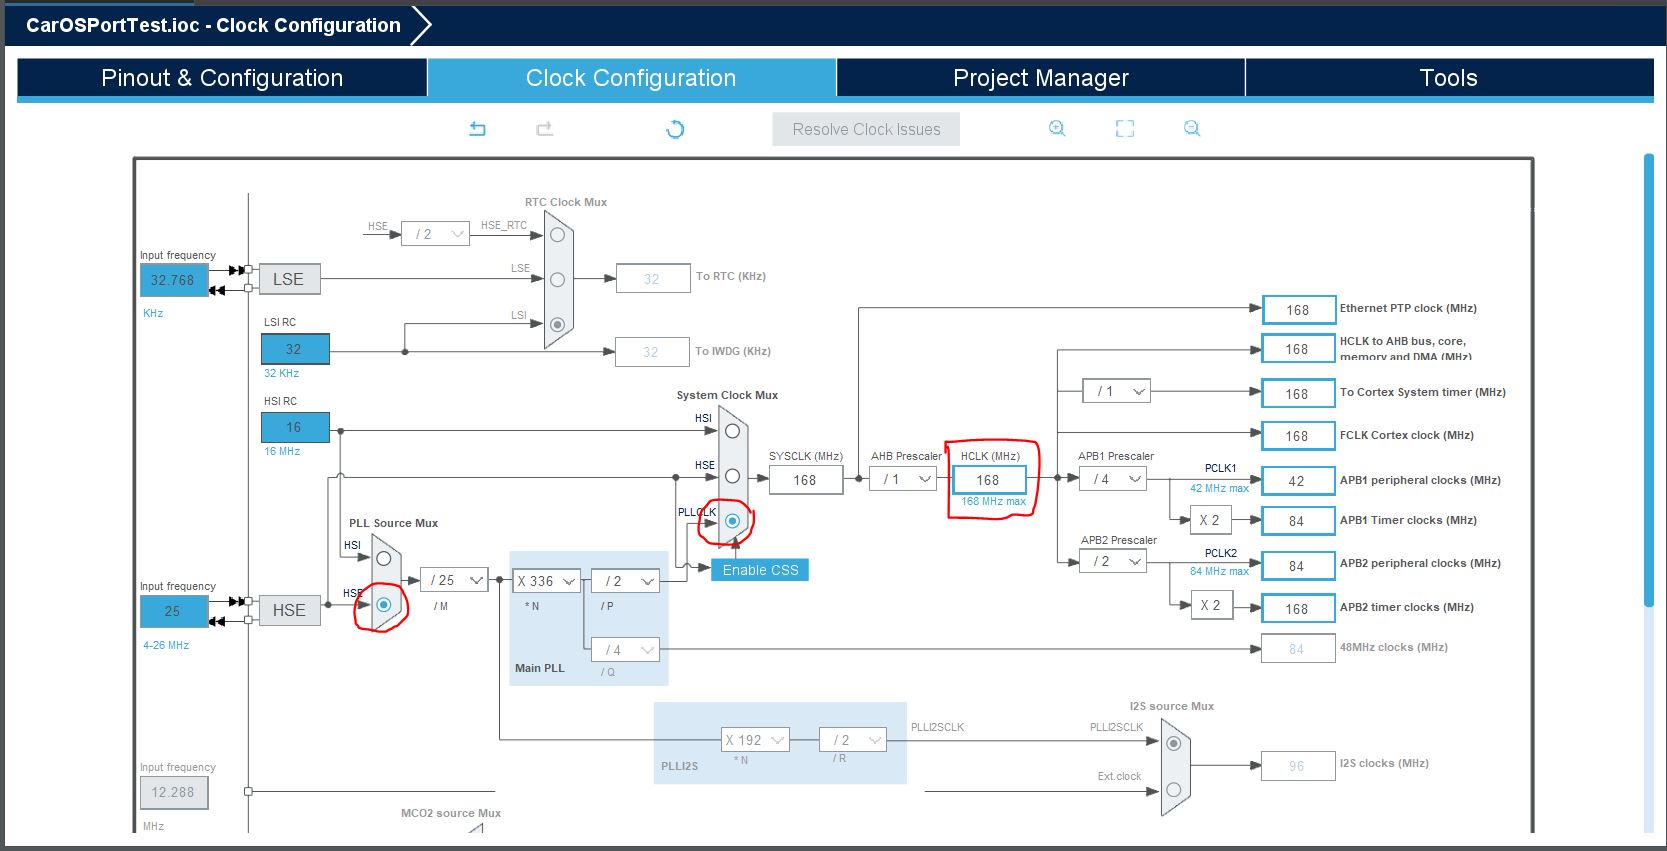 CarOSPortTest.ioc - Clock Configuration
Pinout & Configuration
Clock Configuration
Project Manager
Tools
Resolve Clock Issues
RTC Clock Mux
HSE
/ 2
HSE_RTC
Input frequency
32.768
KHz
LSE
LSE
32
To RTC (KHz)
LSI RC
32
32 KHz
LSI
32
To IWDG (KHz)
HSI RC
16
16 MHz
System Clock Mux
HSI
HSE
PLLCLK
Enable CSS
SYSCLK (MHz)
168
AHB Prescaler
/ 1
HCLK (MHz)
168
168 MHz max
168
Ethernet PTP clock (MHz)
168
HCLK to AHB bus, core,
memory and DMA (MHz)
/ 1
168
To Cortex System timer (MHz)
168
FCLK Cortex clock (MHz)
APB1 Prescaler
/ 4
PCLK1
42 MHz max
42
APB1 peripheral clocks (MHz)
X 2
84
APB1 Timer clocks (MHz)
APB2 Prescaler
/ 2
PCLK2
84 MHz max
84
APB2 peripheral clocks (MHz)
X 2
168
APB2 timer clocks (MHz)
84
48MHz clocks (MHz)
PLL Source Mux
HSI
HSE
Input frequency
25
4-26 MHz
HSE
/ 25
/ M
X 336
* N
/ 2
/ P
/ 4
/ Q
Main PLL
X 192
* N
/ 2
/ R
PLLI2S
PLLI2SCLK
I2S source Mux
PLLI2SCLK
Ext.clock
96
I2S clocks (MHz)
Input frequency
12.288
MHz
MCO2 source Mux